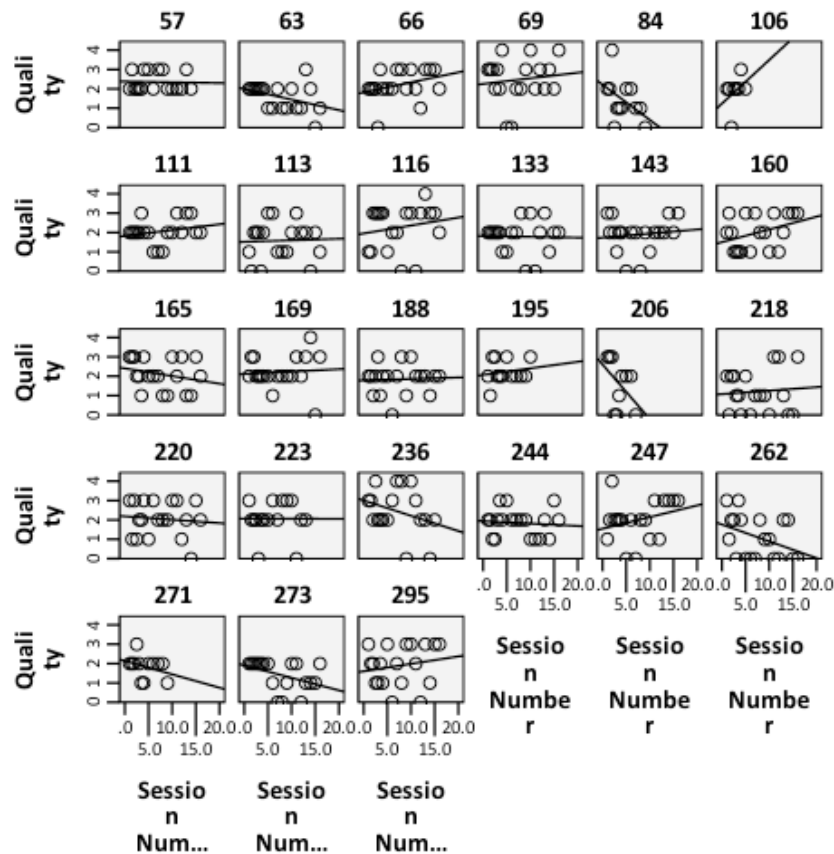 57 63 66 69 84 106
Quali
ty
4
3
2
1
0
111 113 116 133 143 160
Quali
ty
4
3
2
1
0
165 169 188 195 206 218
Quali
ty
4
3
2
1
0
220 223 236 244 247 262
Quali
ty
4
3
2
1
0
.0 10.0 20.0 .0 10.0 20.0 .0 10.0 20.0
5.0 15.0 5.0 15.0 5.0 15.0
Sessio
n
Numbe
r
Sessio
n
Numbe
r
Sessio
n
Numbe
r
271 273 295
Quali
ty
4
3
2
1
0
.0 10.0 20.0 .0 10.0 20.0 .0 10.0 20.0
5.0 15.0 5.0 15.0 5.0 15.0
Sessio
n
Num...
Sessio
n
Num...
Sessio
n
Num...